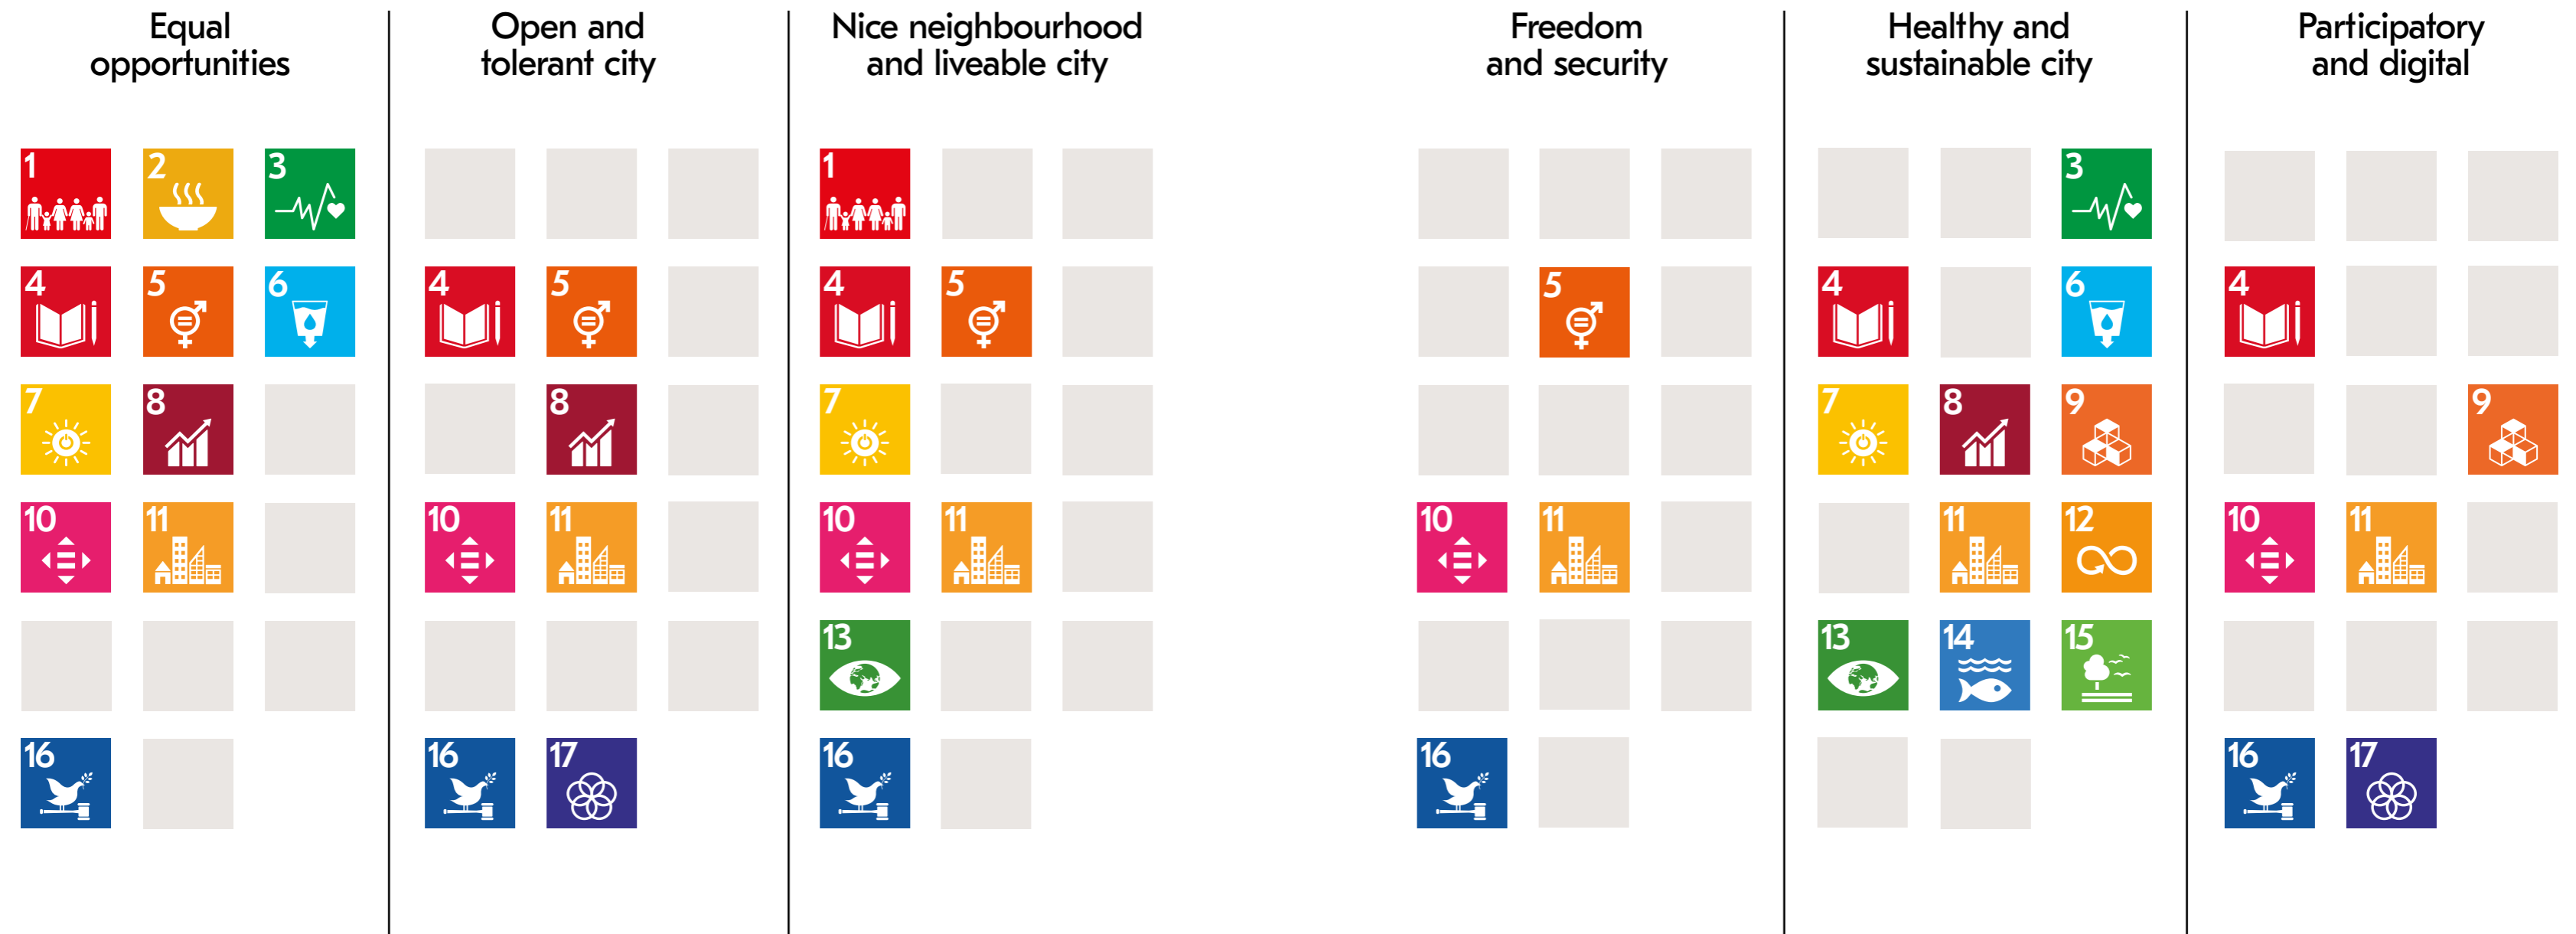 Equal
opportunities
1 2 3
4 5 6
7 8
10 11
16
Open and
tolerant city
4 5
8
10 11
16 17
Nice neighbourhood
and liveable city
1
4 5
7
10 11
13
16
Freedom
and security
5
10 11
16
Healthy and
sustainable city
3
4 6
7 8 9
11 12
13 14 15
Participatory
and digital
4
9
10 11
16 17